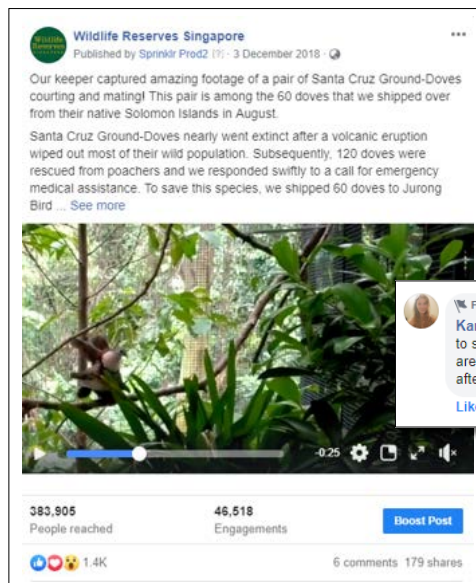 Wildlife Reserves Singapore
Published by Sprinklr Prod2 [?] · 3 December 2018 ·
Our keeper captured amazing footage of a pair of Santa Cruz Ground-Doves
courting and mating! This pair is among the 60 doves that we shipped over
from their native Solomon Islands in August.
Santa Cruz Ground-Doves nearly went extinct after a volcanic eruption
wiped out most of their wild population. Subsequently, 120 doves were
rescued from poachers and we responded swiftly to a call for emergency
medical assistance. To save this species, we shipped 60 doves to Jurong
Bird ... See more
to s
are
afte
-0:25
383,905
People reached
46,518
Engagements
Boost Post
1.4K
6 comments 179 shares